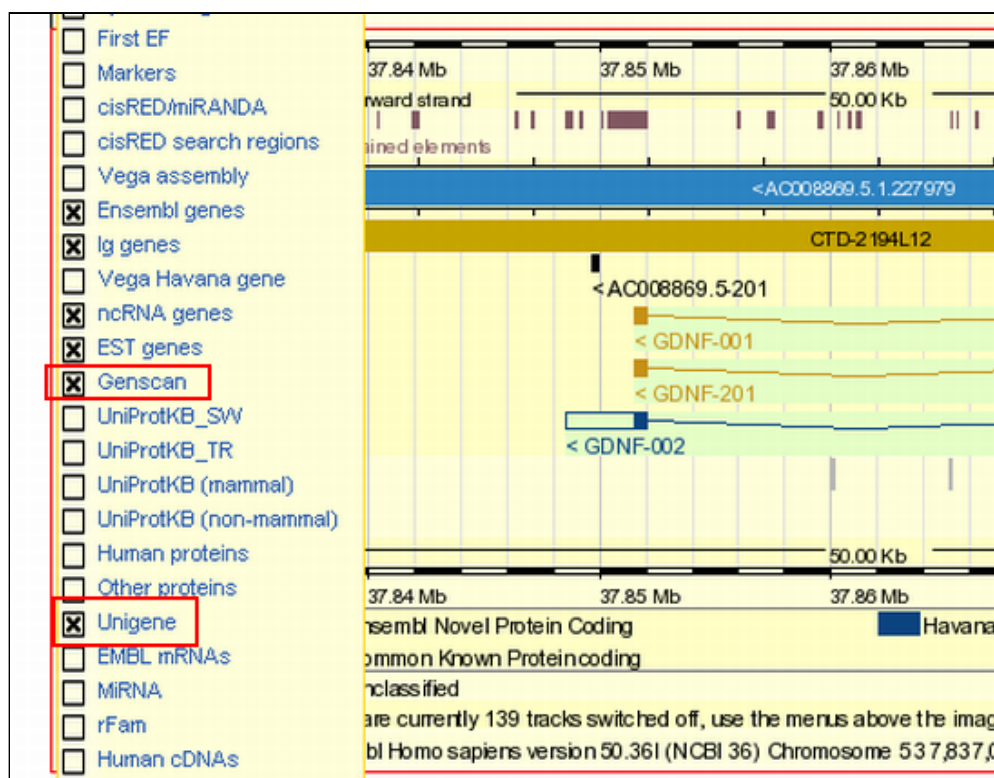 First EF
Markers
cisRED/miRANDA
cisRED search regions
Vega assembly
Ensembl genes
Ig genes
Vega Havana gene
ncRNA genes
EST genes
Genscan
UniProtKB_SW
UniProtKB_TR
UniProtKB (mammal)
UniProtKB (non-mammal)
Human proteins
Other proteins
Unigene
EMBL mRNAs
MiRNA
rFam
Human cDNAs
37.84 Mb 37.85 Mb 37.86 Mb
rward strand 50.00 Kb
ained elements
<AC008869.5.1.227979
CTD-2194L12
<AC008869.5-201
< GDNF-001
< GDNF-201
< GDNF-002
50.00 Kb
37.84 Mb 37.85 Mb 37.86 Mb
nsembl Novel Protein Coding Havana
ommon Known Protein coding
nclassified
are currently 139 tracks switched off, use the menus above the imag
bl Homo sapiens version 50.36l (NCBI 36) Chromosome 5 37,837,0